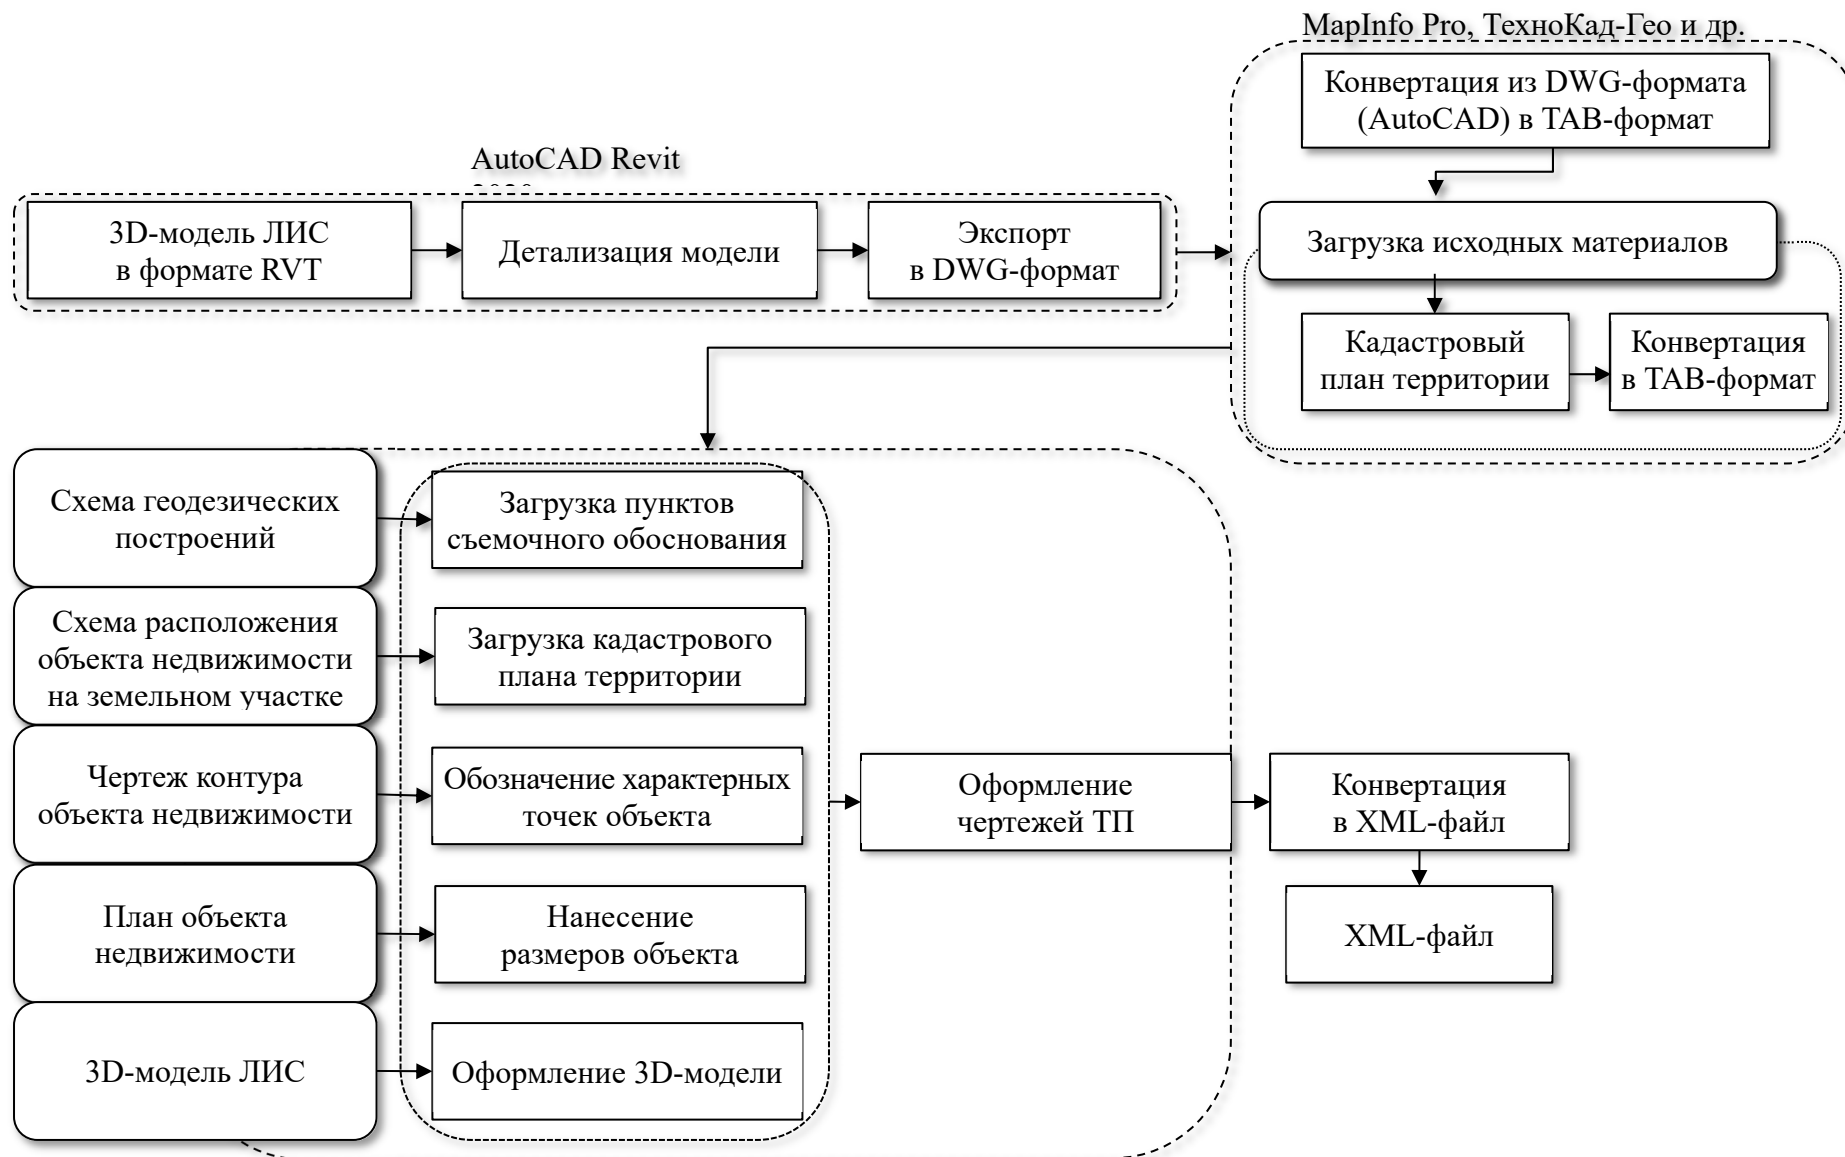 MapInfo Pro, ТехноКад-Гео и др.
Конвертация из DWG-формата
(AutoCAD) в TAB-формат
AutoCAD Revit
3D-модель ЛИС
в формате RVT
Детализация модели
Экспорт
в DWG-формат
Загрузка исходных материалов
Кадастровый
план территории
Конвертация
в TAB-формат
Схема геодезических
построений
Загрузка пунктов
съемочного обоснования
Схема расположения
объекта недвижимости
на земельном участке
Загрузка кадастрового
плана территории
Чертеж контура
объекта недвижимости
Обозначение характерных
точек объекта
Оформление
чертежей ТП
Конвертация
в XML-файл
План объекта
недвижимости
Нанесение
размеров объекта
XML-файл
3D-модель ЛИС
Оформление 3D-модели